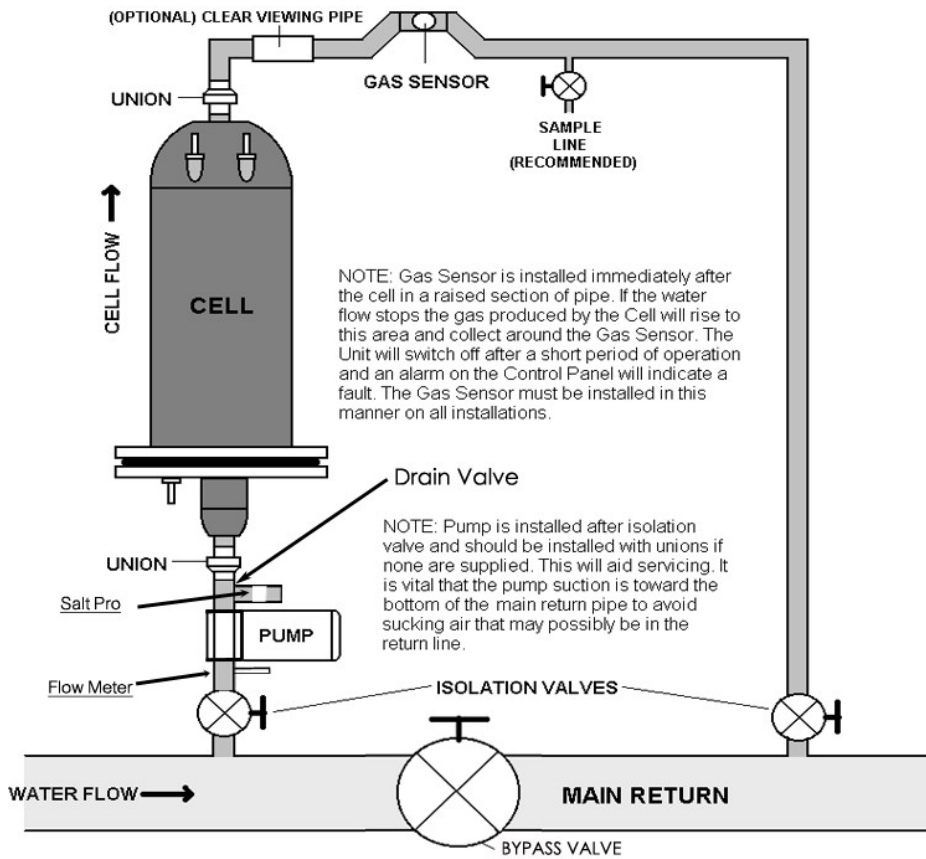 (OPTIONAL) CLEAR VIEWING PIPE
GAS SENSOR
UNION
SAMPLE
LINE
(RECOMMENDED)
CELL FLOW
CELL
NOTE: Gas Sensor is installed immediately after
the cell in a raised section of pipe. If the water
flow stops the gas produced by the Cell will rise to
this area and collect around the Gas Sensor. The
Unit will switch off after a short period of operation
and an alarm on the Control Panel will indicate a
fault. The Gas Sensor must be installed in this
manner on all installations.
Drain Valve
NOTE: Pump is installed after isolation
valve and should be installed with unions if
none are supplied. This will aid servicing. It
is vital that the pump suction is toward the
bottom of the main return pipe to avoid
sucking air that may possibly be in the
return line.
UNION
Salt Pro
PUMP
Flow Meter
ISOLATION VALVES
WATER FLOW
MAIN RETURN
BYPASS VALVE